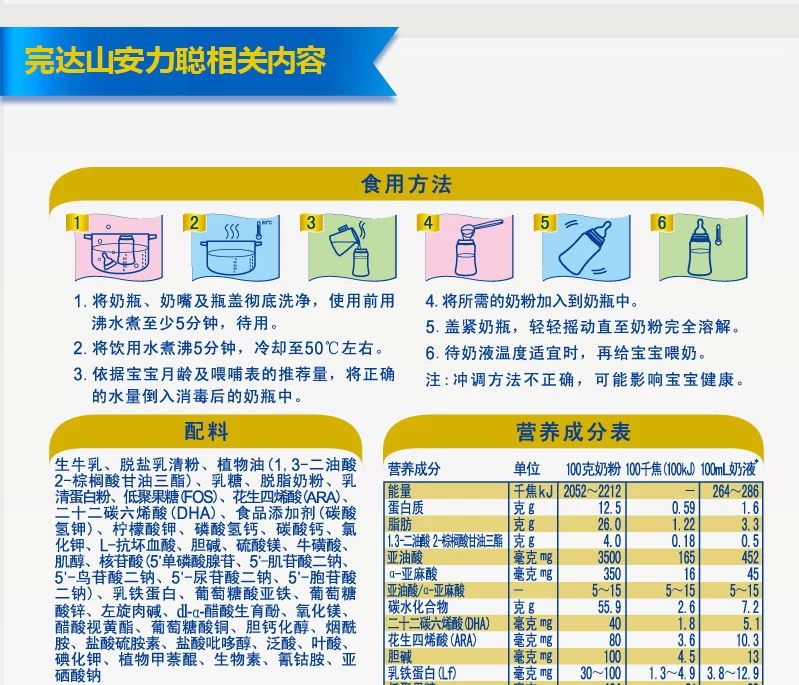 完达山安力聪相关内容
食用方法
1
2
3
4
5
6
1.将奶瓶、奶嘴及瓶盖彻底洗净，使用前用
沸水煮至少5分钟，待用。
2.将饮用水煮沸5分钟，冷却至50℃左右。
3.依据宝宝月龄及喂哺表的推荐量，将正确
的水量倒入消毒后的奶瓶中。
4.将所需的奶粉加入到奶瓶中。
5.盖紧奶瓶，轻轻摇动直至奶粉完全溶解。
6.待奶液温度适宜时，再给宝宝喂奶。
注:冲调方法不正确，可能影响宝宝健康。
配料
生牛乳、脱盐乳清粉、植物油(1,3-二油酸
2-棕榈酸甘油三酯)、乳糖、脱脂奶粉、乳
清蛋白粉、低聚果糖(FOS)、花生四烯酸(ARA)、
二十二碳六烯酸(DHA)、食品添加剂(碳酸
氢钾)、柠檬酸钾、磷酸氢钙、碳酸钙、氯
化钾、L-抗坏血酸、胆碱、硫酸镁、牛磺酸、
肌醇、核苷酸(5'单磷酸腺苷、5'-肌苷酸二钠、
5'-鸟苷酸二钠、5'-尿苷酸二钠、5'-胞苷酸
二钠)、乳铁蛋白、葡萄糖酸亚铁、葡萄糖
酸锌、左旋肉碱、dl-α-醋酸生育酚、氧化镁、
醋酸视黄酯、葡萄糖酸铜、胆钙化醇、烟酰
胺、盐酸硫胺素、盐酸吡哆醇、泛酸、叶酸、
碘化钾、植物甲萘醌、生物素、氰钴胺、亚
硒酸钠
营养成分表
营养成分 单位 100克奶粉 100千焦(100kJ) 100mL奶液*
能量 千焦kJ 2052～2212 － 264～286
蛋白质 克g 12.5 0.59 1.6
脂肪 克g 26.0 1.22 3.3
1,3-二油酸 2-棕榈酸甘油三酯 克g 4.0 0.18 0.5
亚油酸 毫克mg 3500 165 452
α-亚麻酸 毫克mg 350 16 45
亚油酸/α-亚麻酸 － 5～15 5～15 5～15
碳水化合物 克g 55.9 2.6 7.2
二十二碳六烯酸(DHA) 毫克mg 40 1.8 5.1
花生四烯酸(ARA) 毫克mg 80 3.6 10.3
胆碱 毫克mg 100 4.5 13
乳铁蛋白(Lf) 毫克mg 30～100 1.3～4.9 3.8～12.9